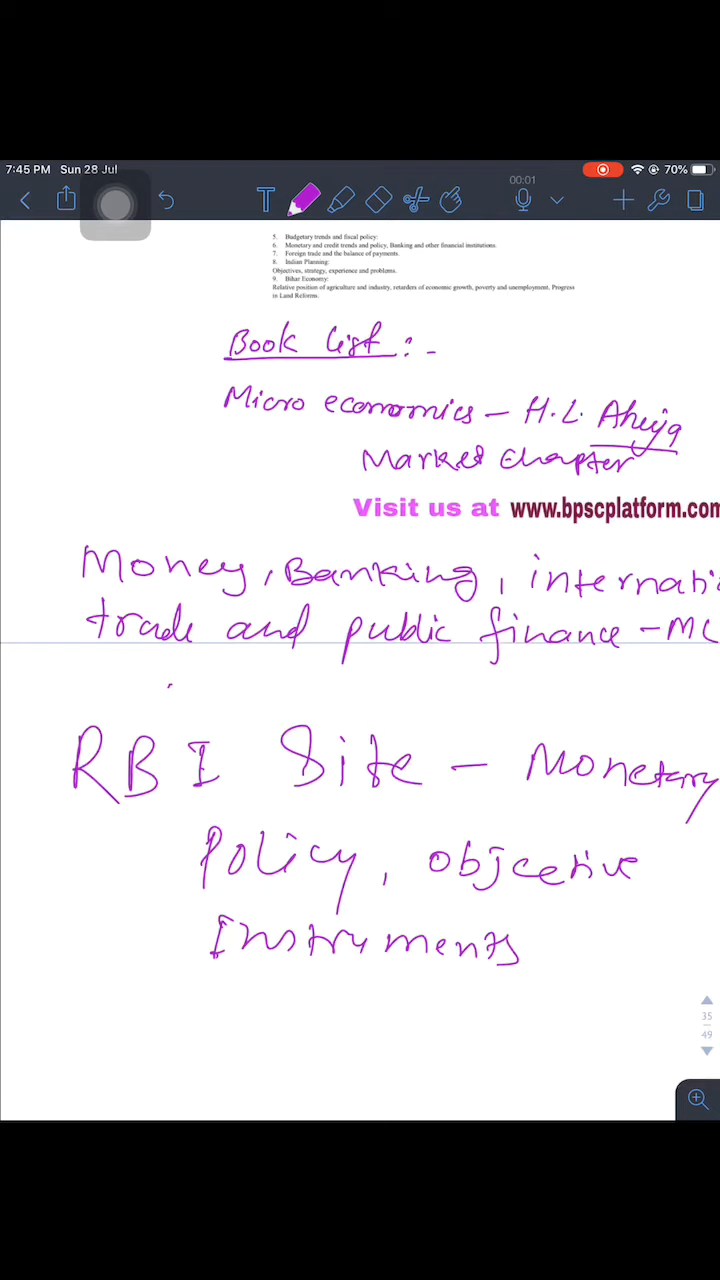 7:45 PM Sun 28 Jul
70%
00:01
T
5. Budgetary trends and fiscal policy:
6. Monetary and credit trends and policy, Banking and other financial institutions.
7. Foreign trade and the balance of payments.
8. Indian Planning:
Objectives, strategy, experience and problems.
9. Bihar Economy:
Relative position of agriculture and industry, retarders of economic growth, poverty and unemployment, Progress
in Land Reforms.
Book list :-
Micro economics - H.L. Ahuja
Market chapter
Visit us at www.bpscplatform.com
Money, Banking, internati
trade and public finance - ML
RBI Site - Monetary
Policy, Objective
Instruments
35
49